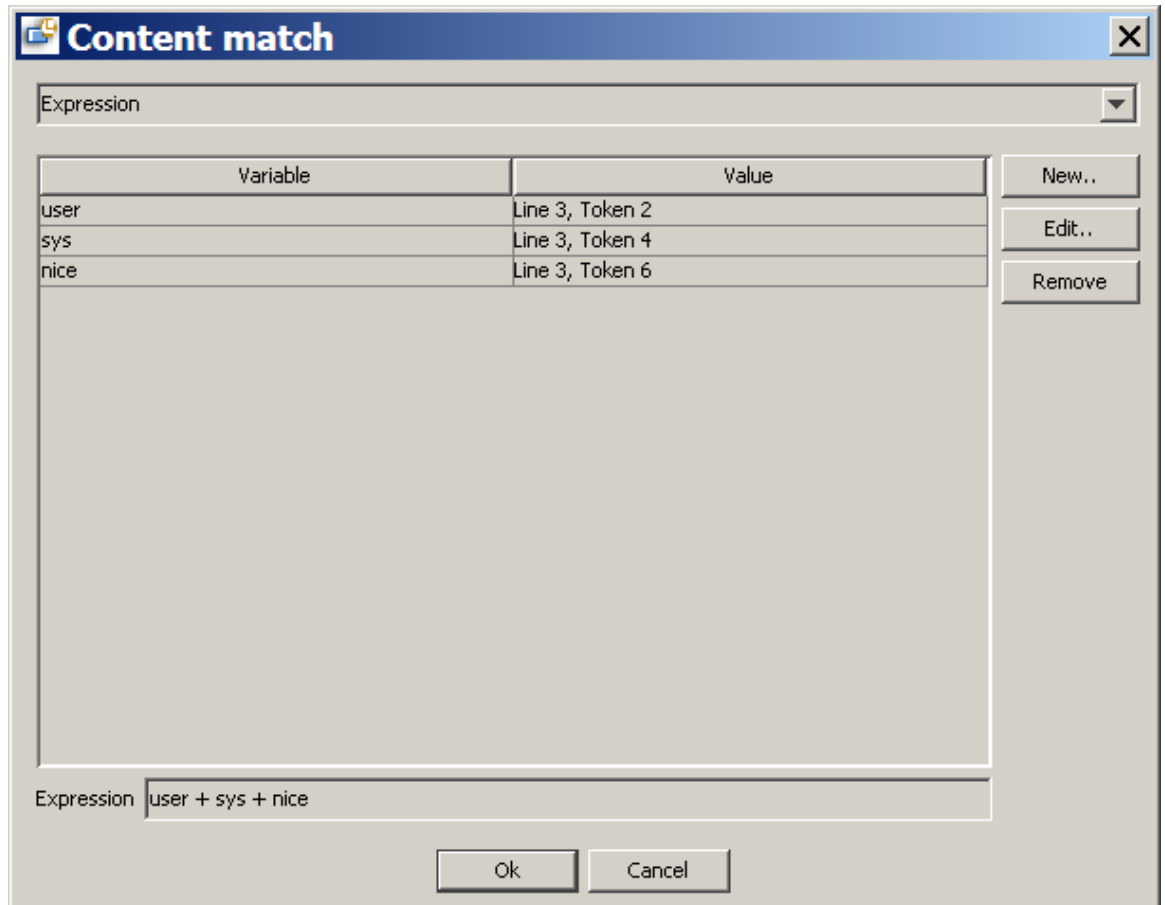 Content match
Expression
Variable Value
user Line 3, Token 2
sys Line 3, Token 4
nice Line 3, Token 6
New..
Edit..
Remove
Expression user + sys + nice
Ok Cancel